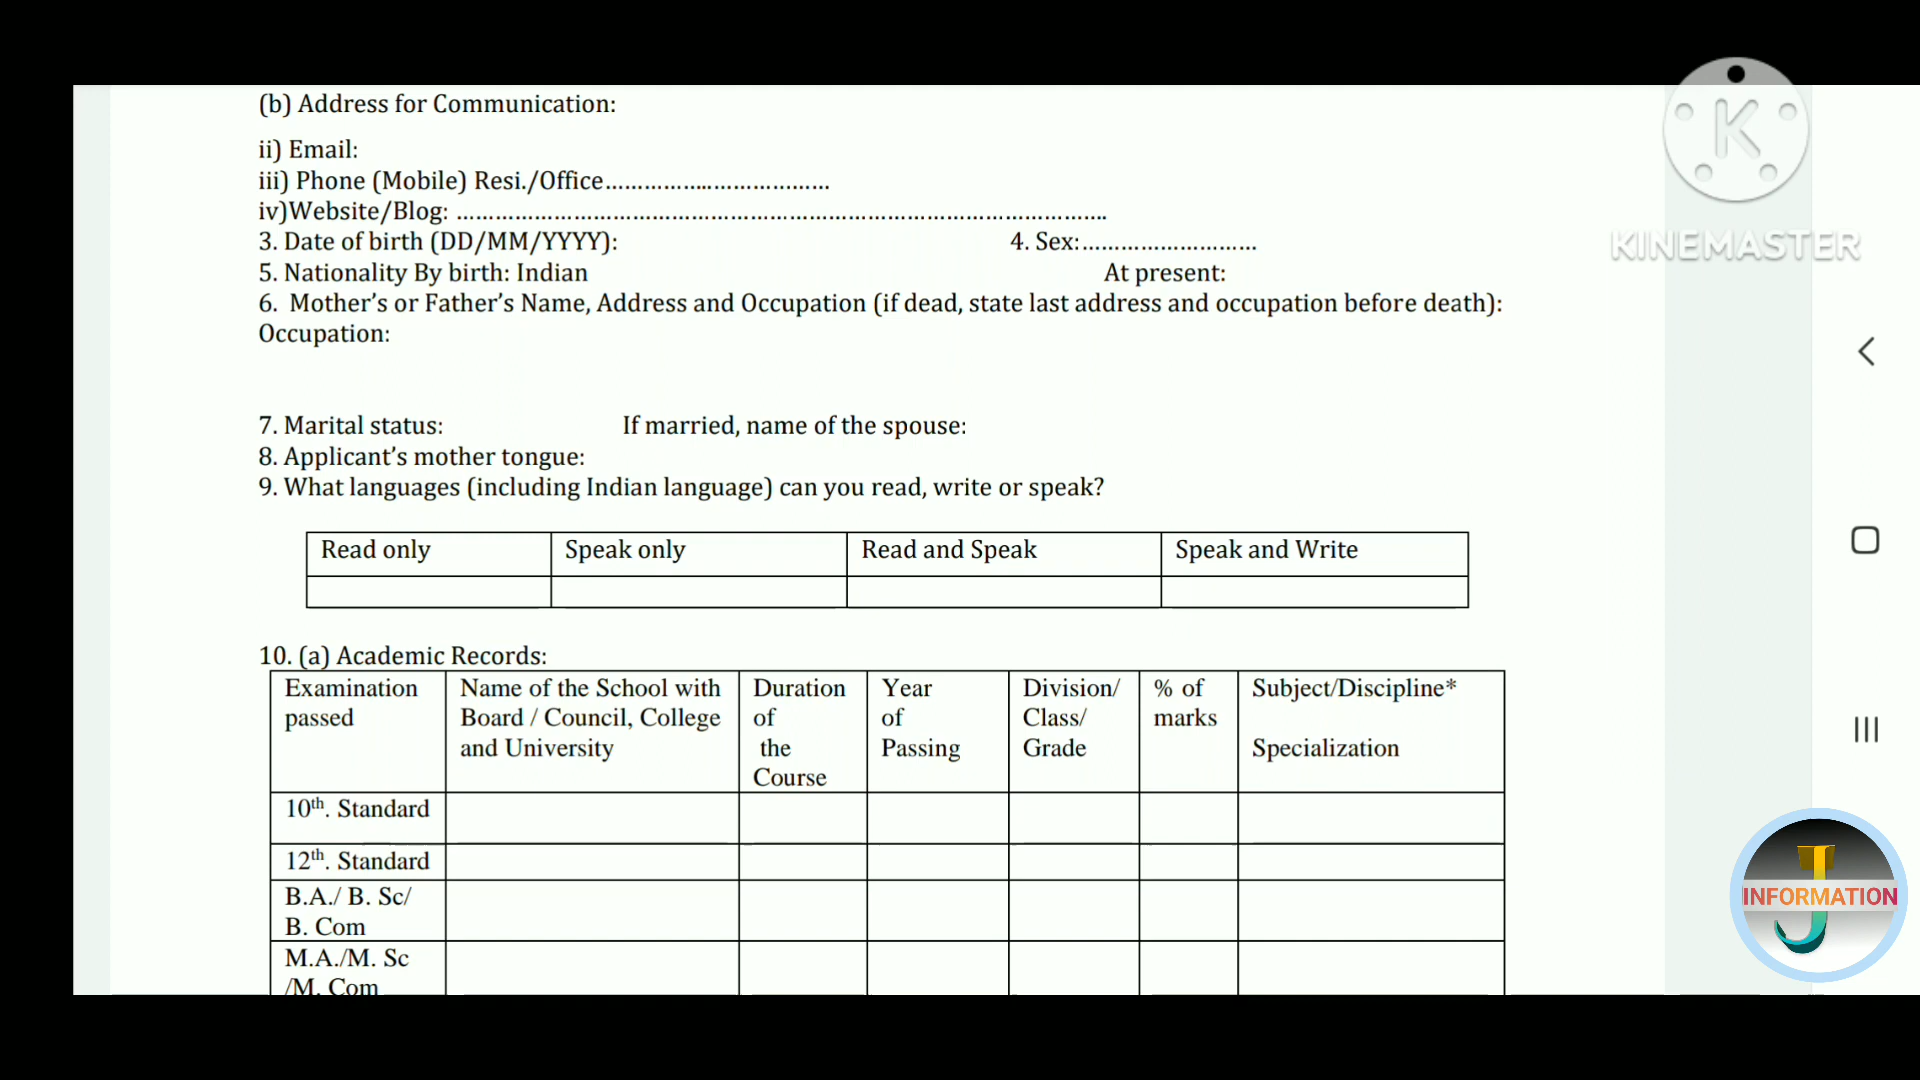 (b) Address for Communication:
ii) Email:
iii) Phone (Mobile) Resi./Office....................................
iv)Website/Blog: ....................................................................................................
3. Date of birth (DD/MM/YYYY): 4. Sex:...........................
5. Nationality By birth: Indian At present:
6. Mother’s or Father’s Name, Address and Occupation (if dead, state last address and occupation before death):
Occupation:
7. Marital status: If married, name of the spouse:
8. Applicant’s mother tongue:
9. What languages (including Indian language) can you read, write or speak?
Read only Speak only Read and Speak Speak and Write
10. (a) Academic Records:
Examination Name of the School with Duration Year Division/ % of Subject/Discipline*
passed Board / Council, College of of Class/ marks
and University the Passing Grade Specialization
Course
10th. Standard
12th. Standard
B.A./ B. Sc/
B. Com
M.A./M. Sc
/M. Com
K
KINEMASTER
J
INFORMATION